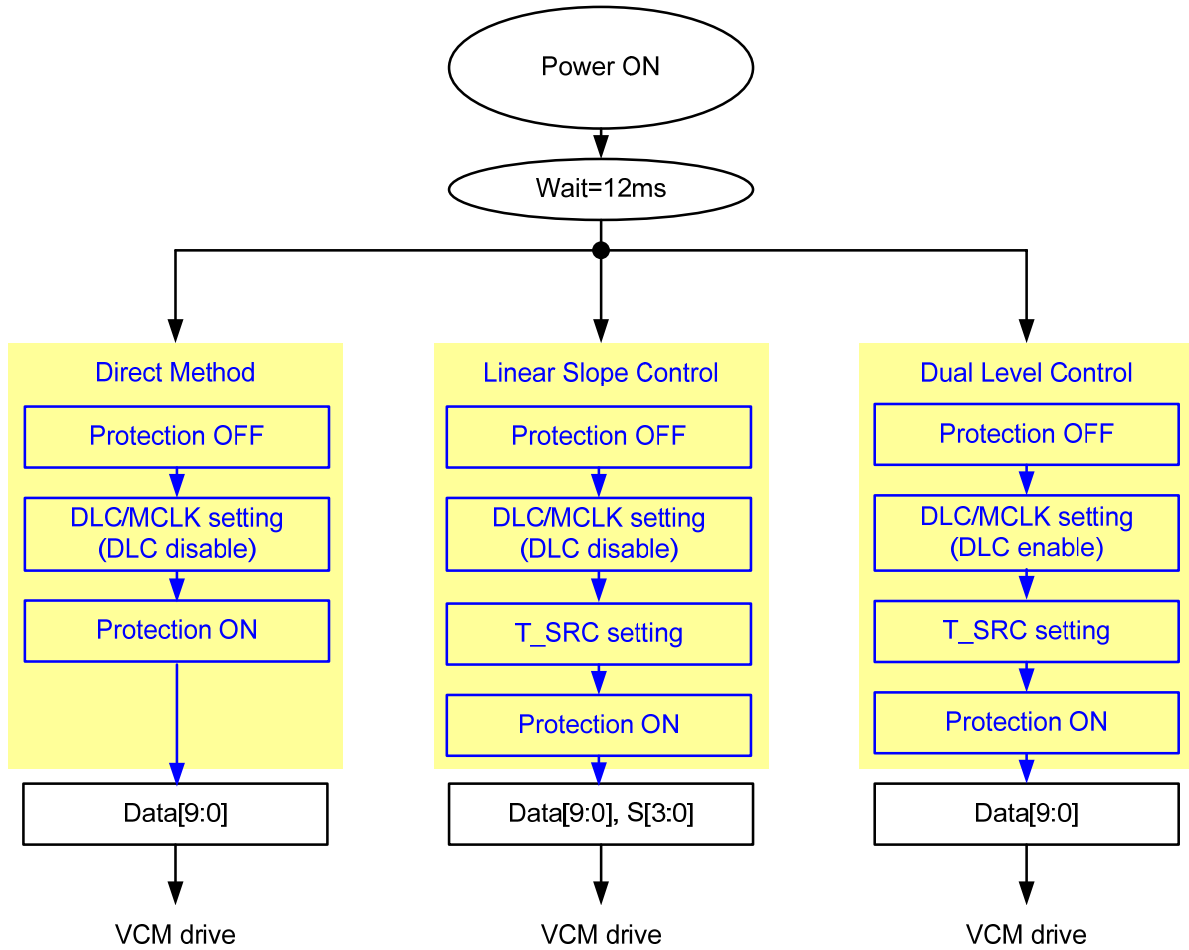 Power ON
Wait=12ms
Direct Method
Protection OFF
DLC/MCLK setting
(DLC disable)
Protection ON
Data[9:0]
VCM drive
Linear Slope Control
Protection OFF
DLC/MCLK setting
(DLC disable)
T_SRC setting
Protection ON
Data[9:0], S[3:0]
VCM drive
Dual Level Control
Protection OFF
DLC/MCLK setting
(DLC enable)
T_SRC setting
Protection ON
Data[9:0]
VCM drive